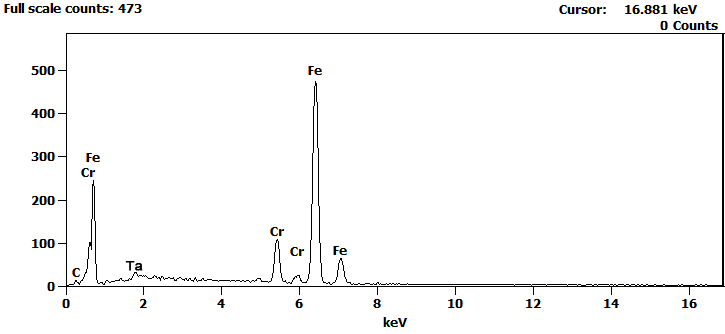 Full scale counts: 473
Cursor: 16.881 keV
0 Counts
500
400
300
200
100
0
Fe
Cr
C
Ta
Cr
Cr
Fe
Fe
0 2 4 6 8 10 12 14 16
keV